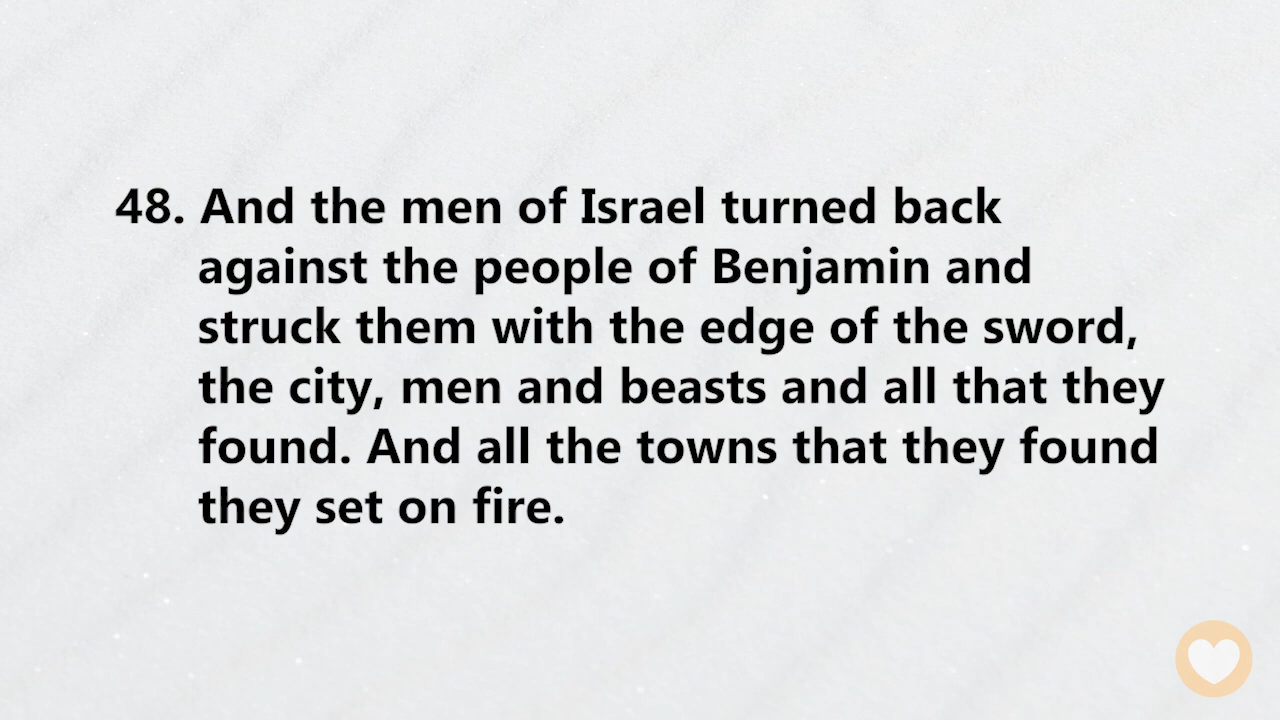 48. And the men of Israel turned back
against the people of Benjamin and
struck them with the edge of the sword,
the city, men and beasts and all that they
found. And all the towns that they found
they set on fire.